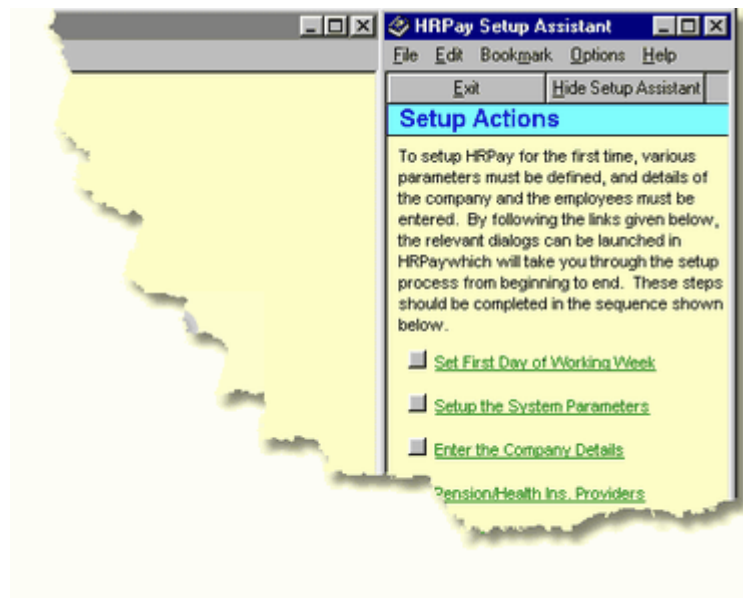 HRPay Setup Assistant
File Edit Bookmark Options Help
Exit Hide Setup Assistant
Setup Actions
To setup HRPay for the first time, various
parameters must be defined, and details of
the company and the employees must be
entered. By following the links given below,
the relevant dialogs can be launched in
HRPaywhich will take you through the setup
process from beginning to end. These steps
should be completed in the sequence shown
below.
Set First Day of Working Week
Setup the System Parameters
Enter the Company Details
Pension/Health Ins. Providers